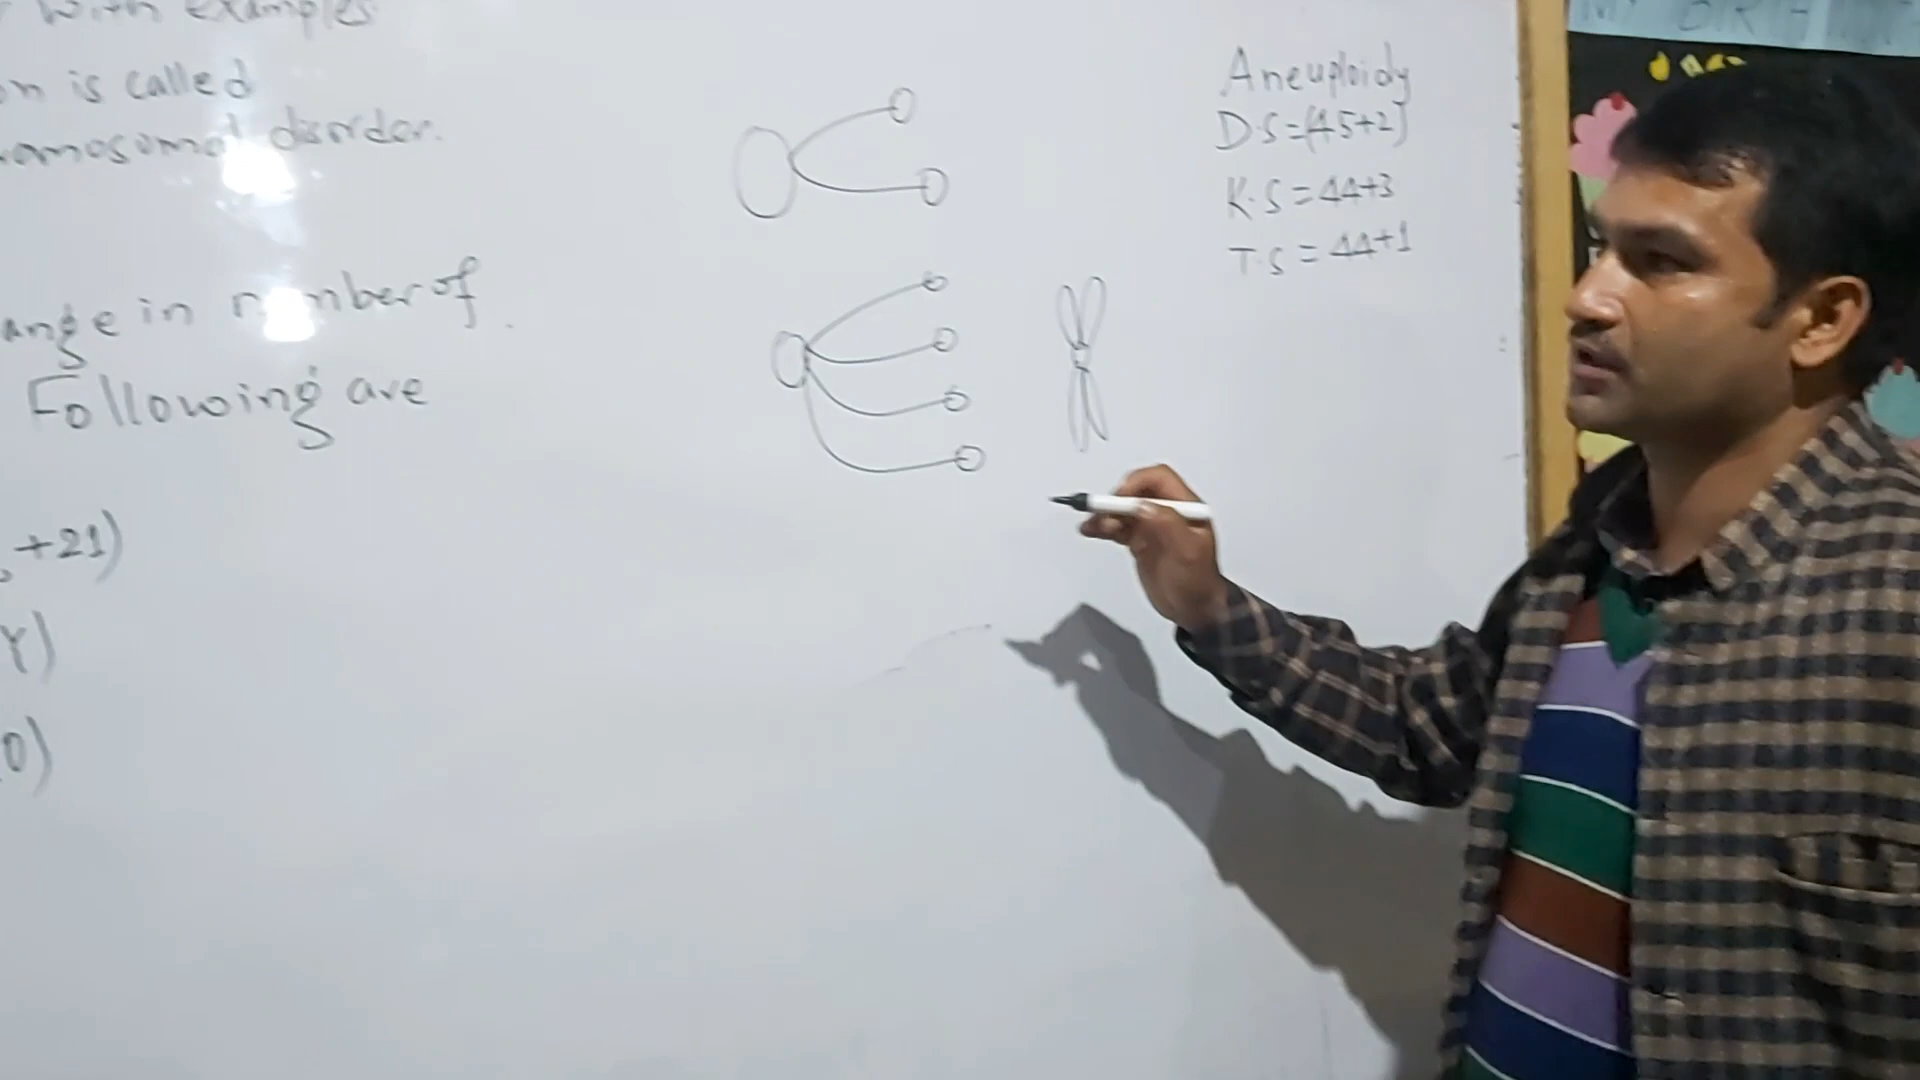 with examples
on is called
omosomal disorder.
ange in number of
Following are
+21)
Y)
0)
Aneuploidy
D.S=(45+2)
K.S=44+3
T.S=44+1